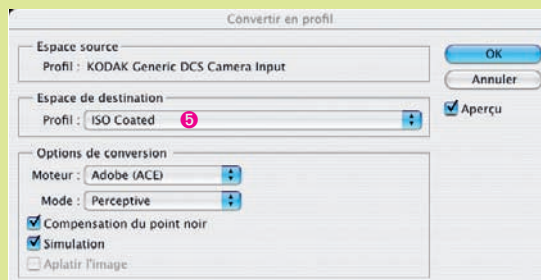 Convertir en profil
Espace source
Profil : KODAK Generic DCS Camera Input
OK
Annuler
Aperçu
Espace de destination
Profil : ISO Coated 5
Options de conversion
Moteur : Adobe (ACE)
Mode : Perceptive
Compensation du point noir
Simulation
Aplatir l'image